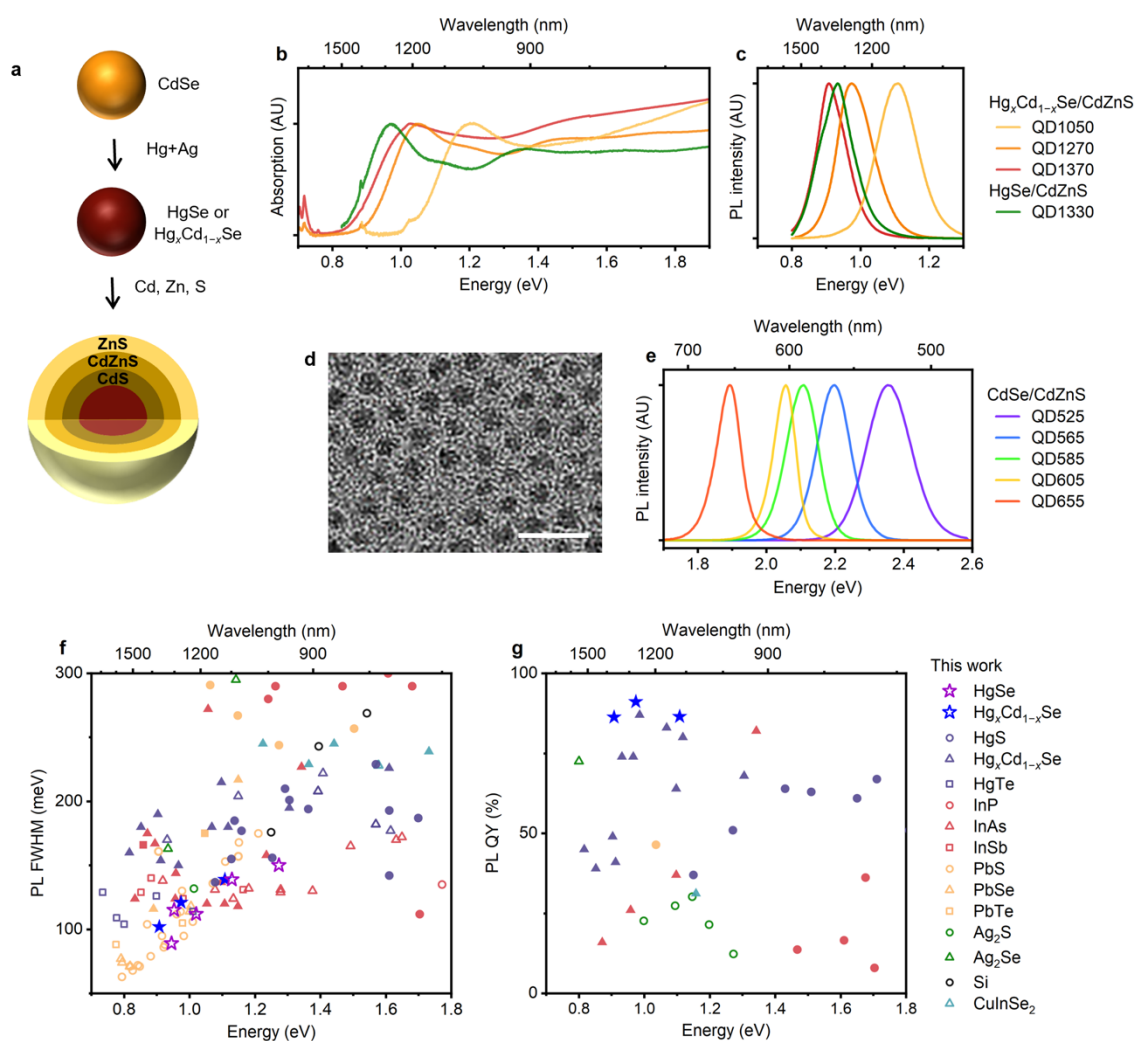 a
CdSe
Hg+Ag
HgSe or
HgₓCd₁₋ₓSe
Cd, Zn, S
ZnS
CdZnS
CdS
b
Wavelength (nm)
1500 1200 900
Absorption (AU)
0.8 1.0 1.2 1.4 1.6 1.8
Energy (eV)
c
Wavelength (nm)
1500 1200
PL intensity (AU)
0.8 1.0 1.2
Energy (eV)
HgₓCd₁₋ₓSe/CdZnS
QD1050
QD1270
QD1370
HgSe/CdZnS
QD1330
d
e
Wavelength (nm)
700 600 500
PL intensity (AU)
1.8 2.0 2.2 2.4 2.6
Energy (eV)
CdSe/CdZnS
QD525
QD565
QD585
QD605
QD655
f
Wavelength (nm)
1500 1200 900
PL FWHM (meV)
300
200
100
0.8 1.0 1.2 1.4 1.6 1.8
Energy (eV)
g
Wavelength (nm)
1500 1200 900
PL QY (%)
100
50
0
0.8 1.0 1.2 1.4 1.6 1.8
Energy (eV)
This work
HgSe
HgₓCd₁₋ₓSe
HgS
HgₓCd₁₋ₓSe
HgTe
InP
InAs
InSb
PbS
PbSe
PbTe
Ag₂S
Ag₂Se
Si
CuInSe₂